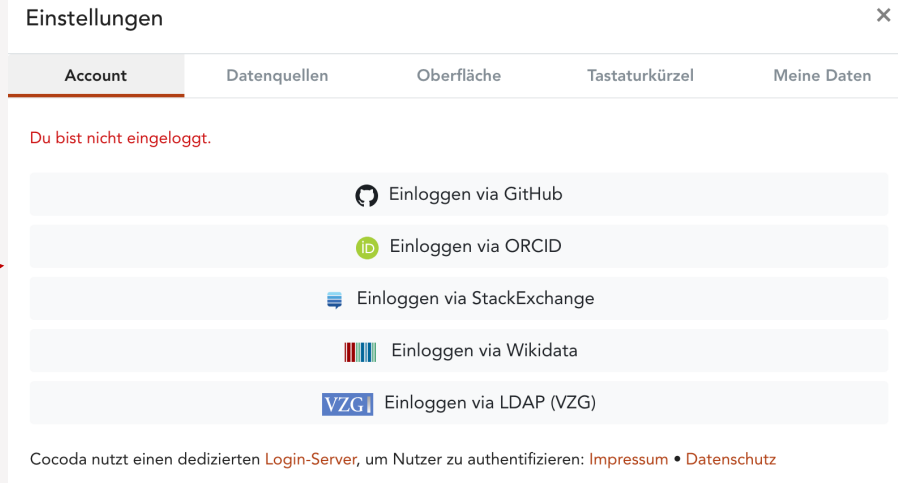 Einstellungen ×
Account Datenquellen Oberfläche Tastaturkürzel Meine Daten
Du bist nicht eingeloggt.
Einloggen via GitHub
iD Einloggen via ORCID
Einloggen via StackExchange
Einloggen via Wikidata
VZG Einloggen via LDAP (VZG)
Cocoda nutzt einen dedizierten Login-Server, um Nutzer zu authentifizieren: Impressum • Datenschutz